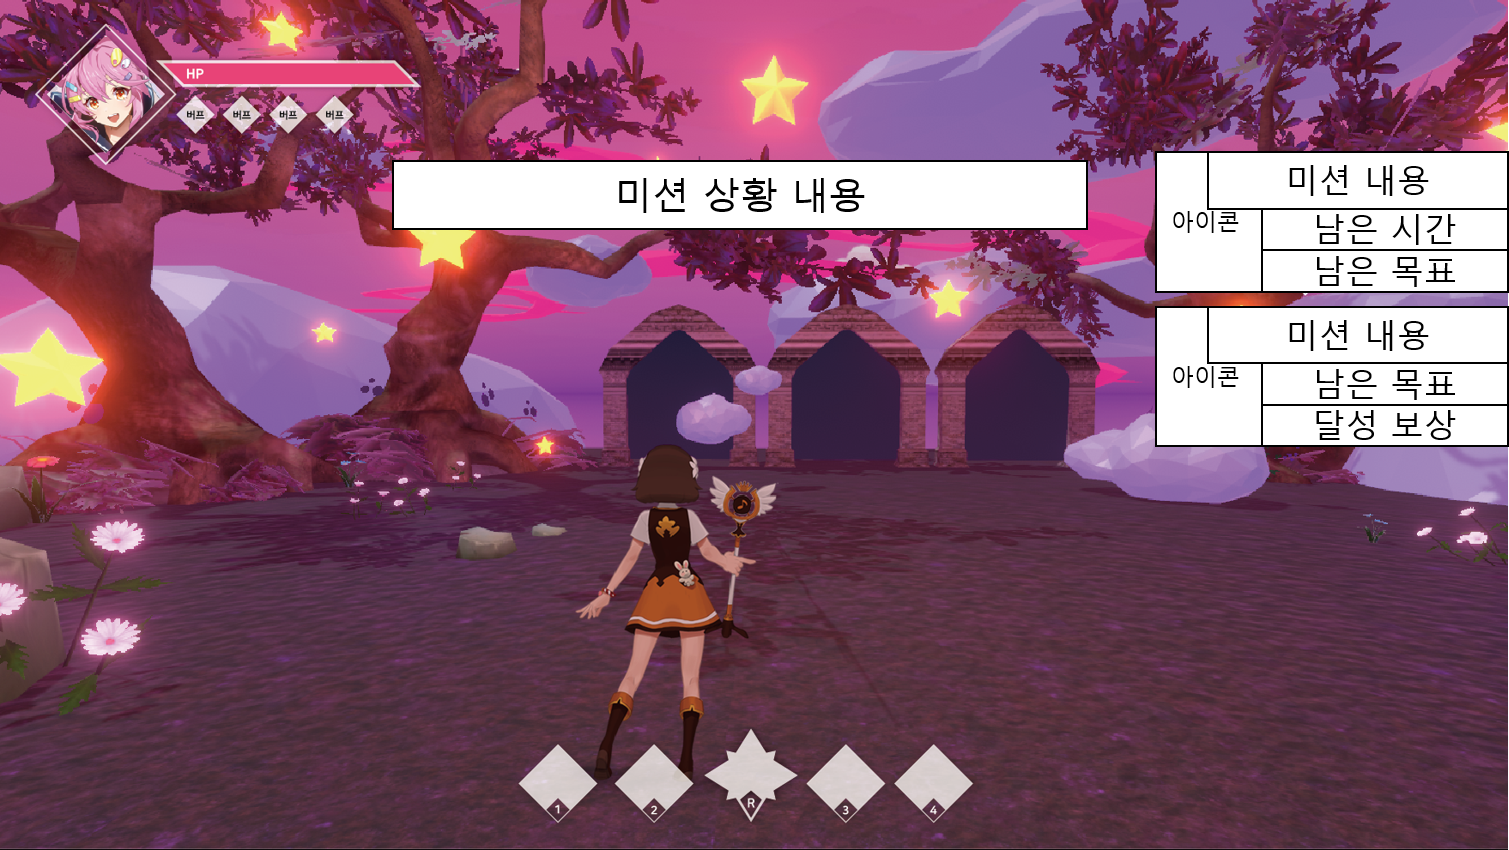 HP
버프 버프 버프 버프
미션 상황 내용
미션 내용
아이콘
남은 시간
남은 목표
미션 내용
아이콘
남은 목표
달성 보상
1 2 R 3 4